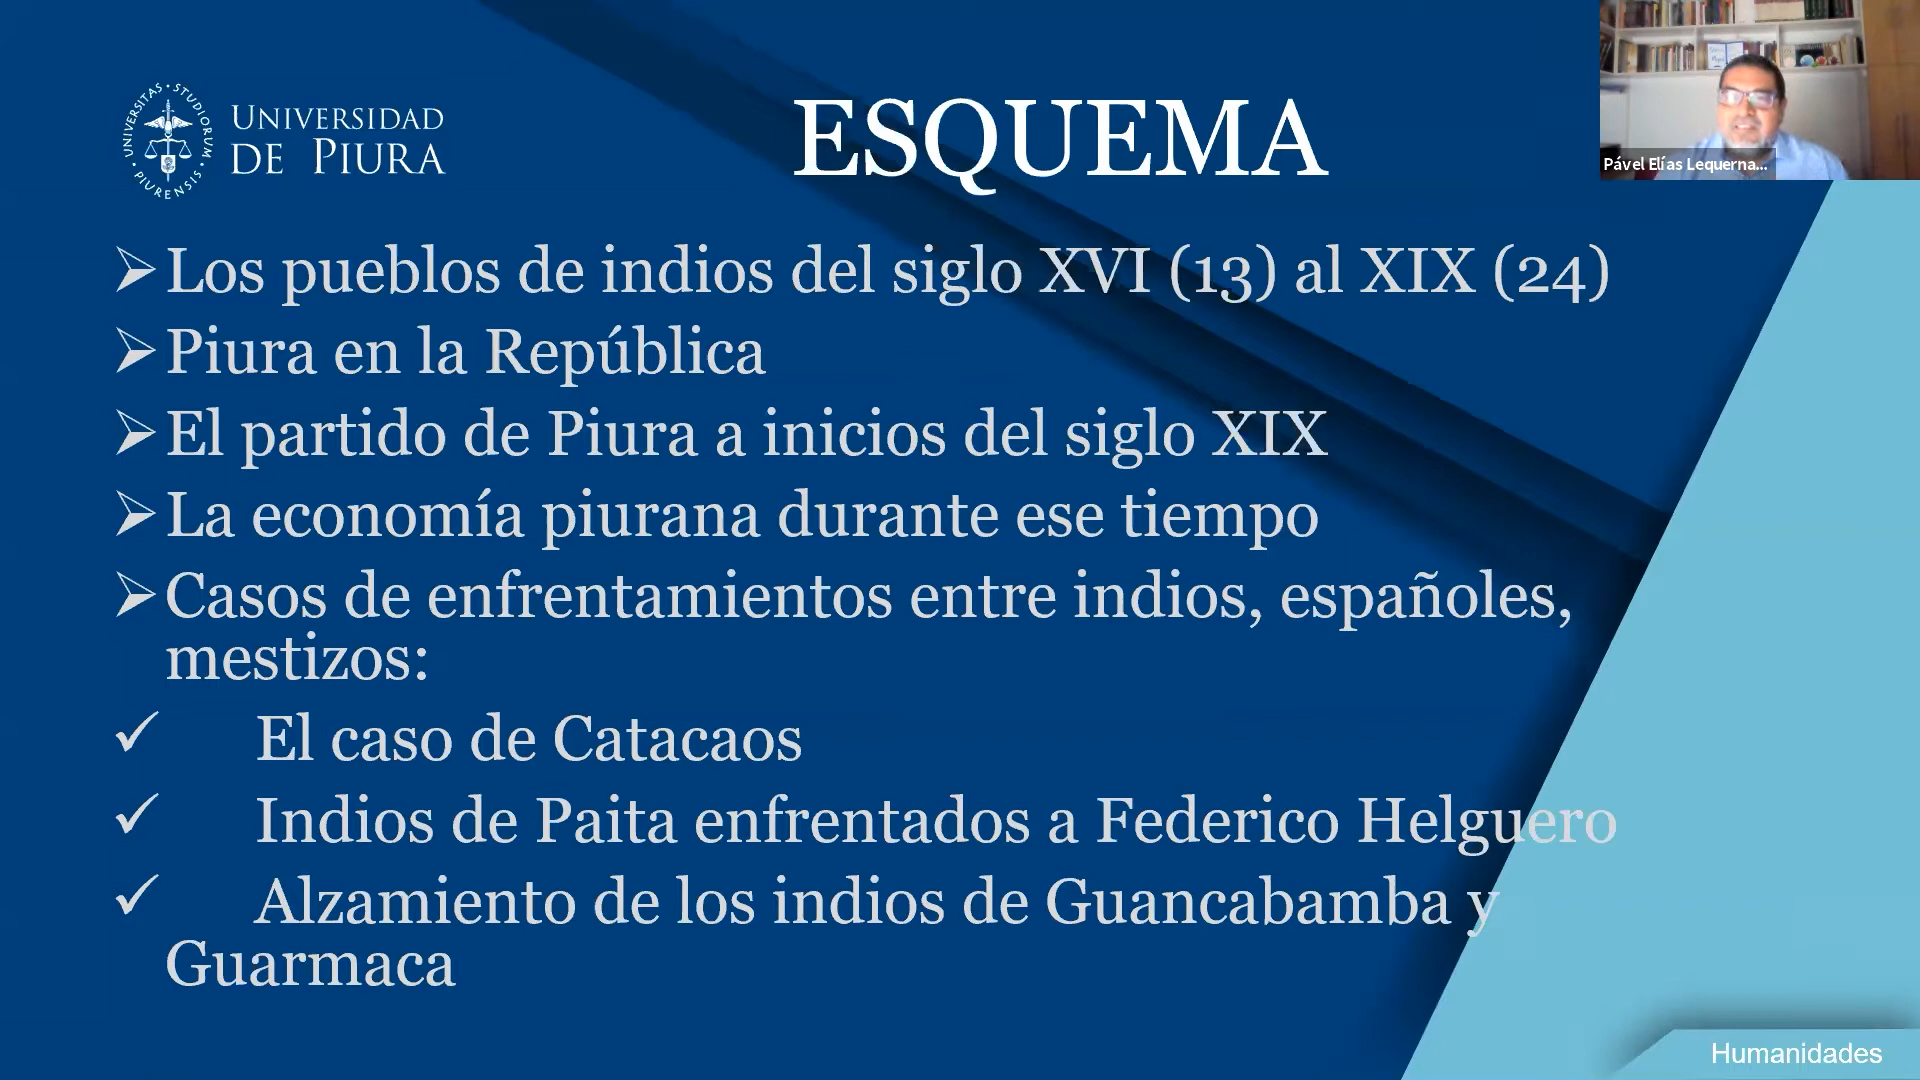 UNIVERSITAS · STUDIORUM · PIURENSIS ·
UNIVERSIDAD
DE PIURA
ESQUEMA
Pável Elías Lequerna...
➢Los pueblos de indios del siglo XVI (13) al XIX (24)
➢Piura en la República
➢El partido de Piura a inicios del siglo XIX
➢La economía piurana durante ese tiempo
➢Casos de enfrentamientos entre indios, españoles,
mestizos:
✓ El caso de Catacaos
✓ Indios de Paita enfrentados a Federico Helguero
✓ Alzamiento de los indios de Guancabamba y
Guarmaca
Humanidades